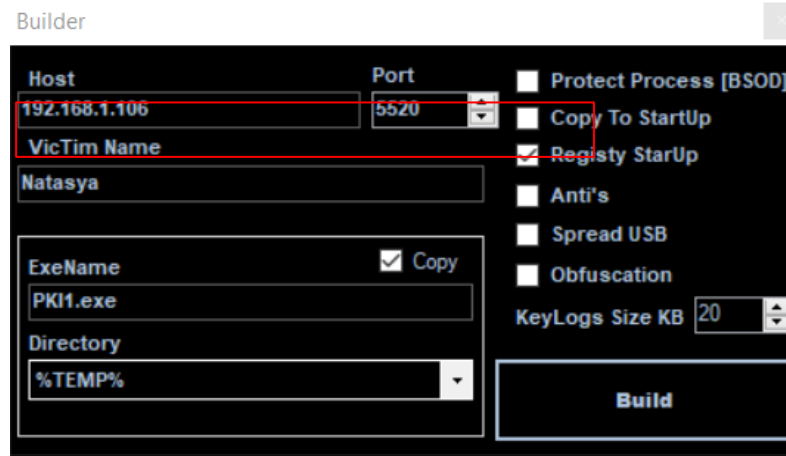 Builder
Host
Port
192.168.1.106
5520
VicTim Name
Natasya
ExeName
Copy
PKI1.exe
Directory
%TEMP%
Protect Process [BSOD]
Copy To StartUp
Registy StarUp
Anti's
Spread USB
Obfuscation
KeyLogs Size KB 20
Build